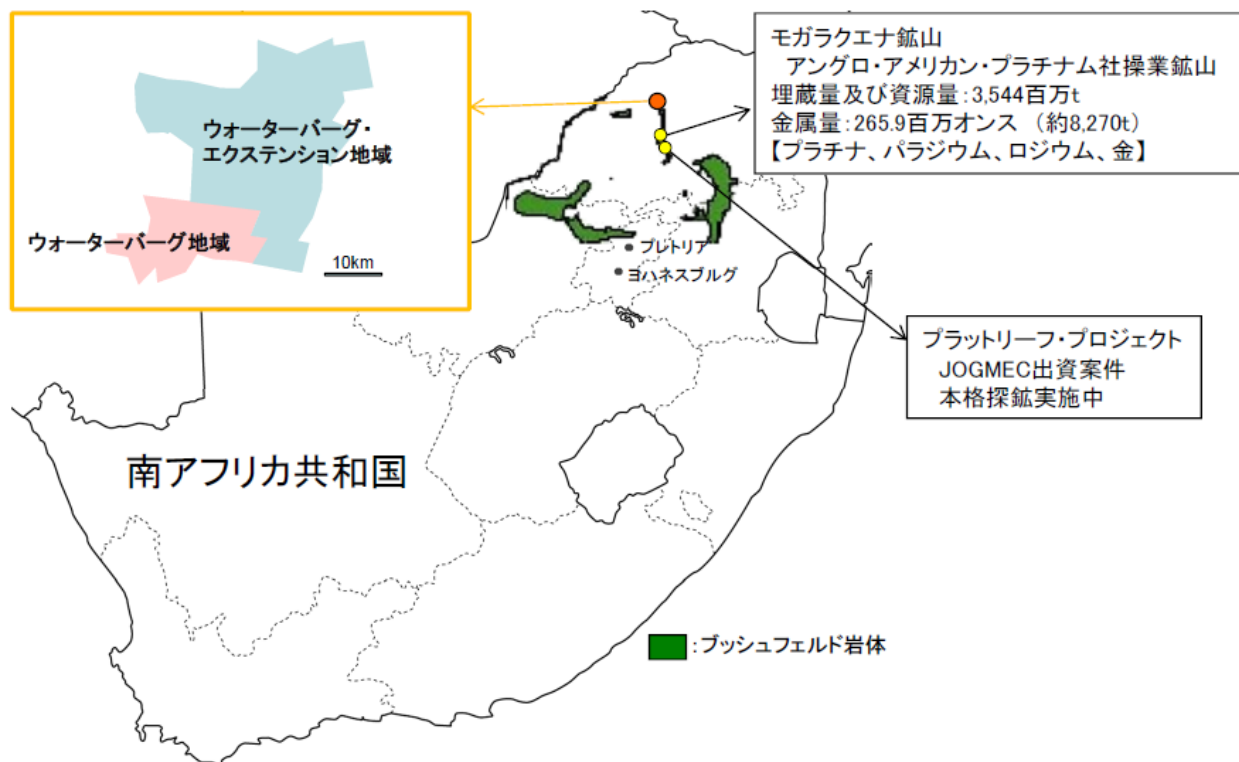 ウォーターバーグ・
エクステンション地域
ウォーターバーグ地域
10km
モガラクエナ鉱山
アングロ・アメリカン・プラチナム社操業鉱山
埋蔵量及び資源量:3,544百万t
金属量:265.9百万オンス (約8,270t)
【プラチナ、パラジウム、ロジウム、金】
プレトリア
ヨハネスブルグ
プラットリーフ・プロジェクト
JOGMEC出資案件
本格探鉱実施中
南アフリカ共和国
:ブッシュフェルド岩体